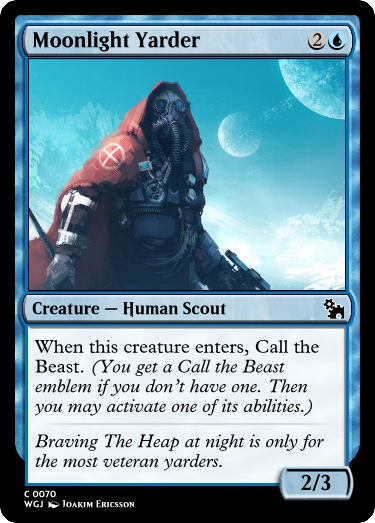 Moonlight Yarder 2
Creature — Human Scout
When this creature enters, Call the
Beast. (You get a Call the Beast
emblem if you don't have one. Then
you may activate one of its abilities.)
Braving The Heap at night is only for
the most veteran yarders.
2/3
C 0070
WGJ Joakim Ericsson